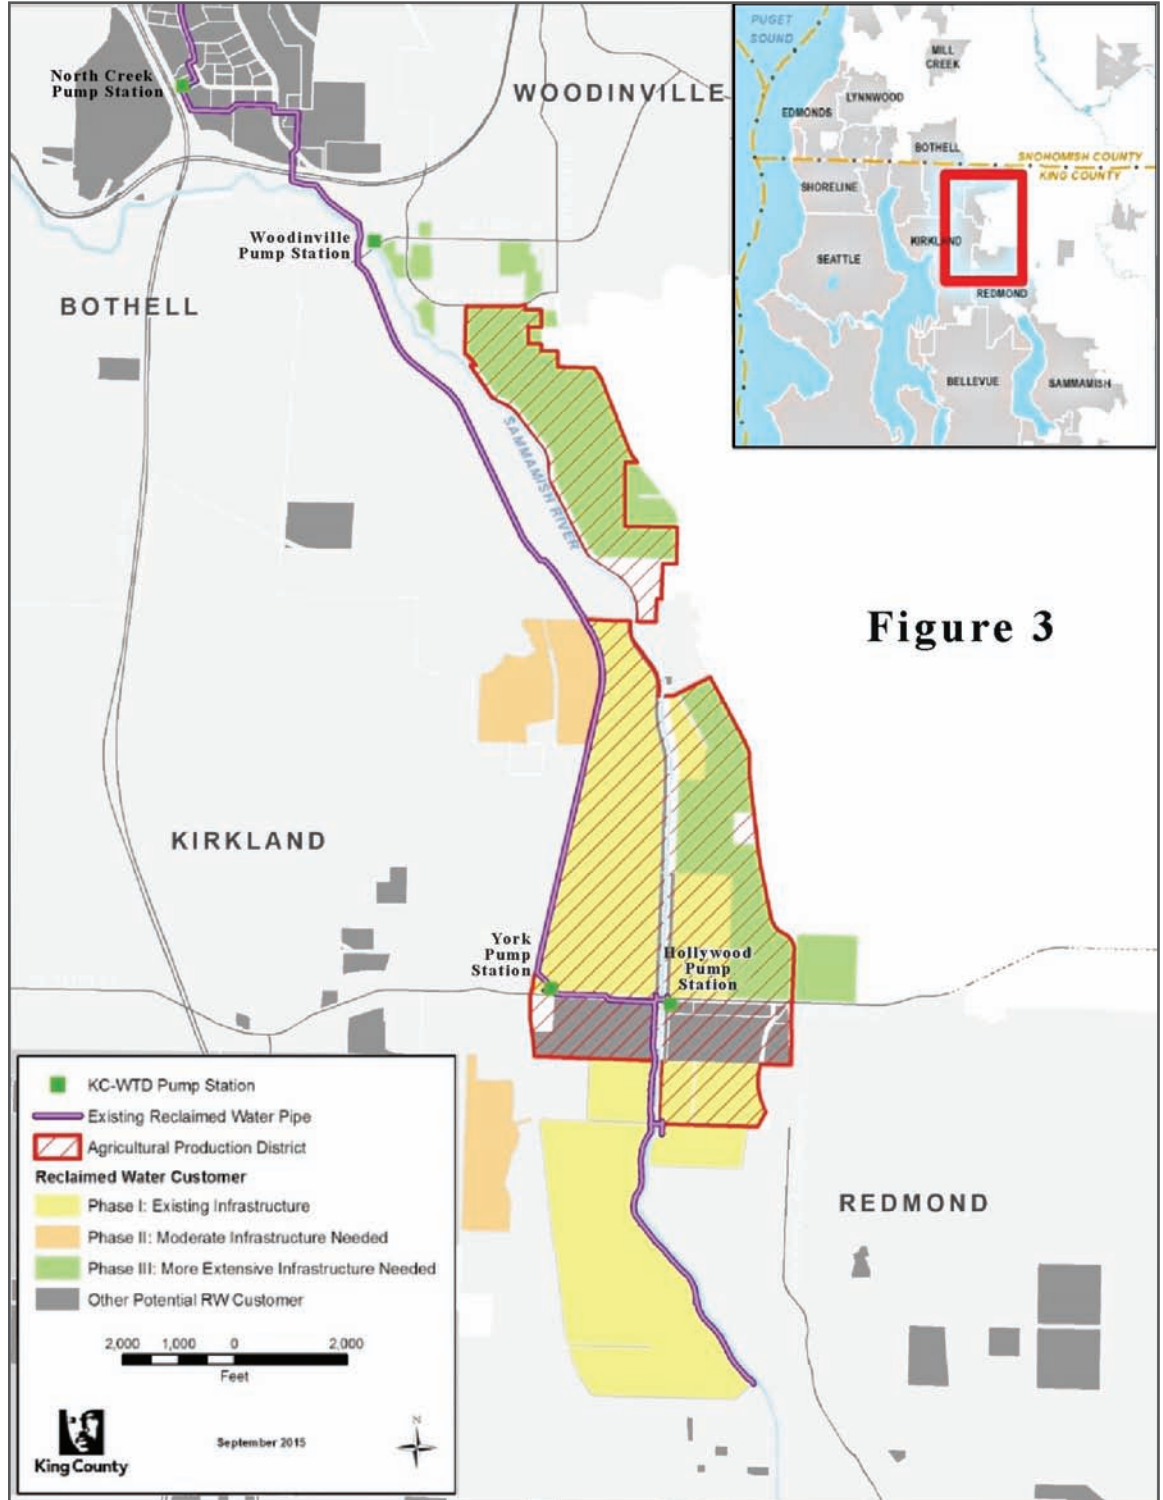 North Creek
Pump Station
WOODINVILLE
Woodinville
Pump Station
BOTHELL
SAMMAMISH RIVER
Figure 3
KIRKLAND
York
Pump
Station
Hollywood
Pump
Station
REDMOND
PUGET
SOUND
MILL
CREEK
LYNNWOOD
EDMONDS
BOTHELL
SNOHOMISH COUNTY
KING COUNTY
SHORELINE
KIRKLAND
SEATTLE
REDMOND
BELLEVUE
SAMMAMISH
KC-WTD Pump Station
Existing Reclaimed Water Pipe
Agricultural Production District
Reclaimed Water Customer
Phase I: Existing Infrastructure
Phase II: Moderate Infrastructure Needed
Phase III: More Extensive Infrastructure Needed
Other Potential RW Customer
2,000 1,000 0 2,000
Feet
King County
September 2015
N